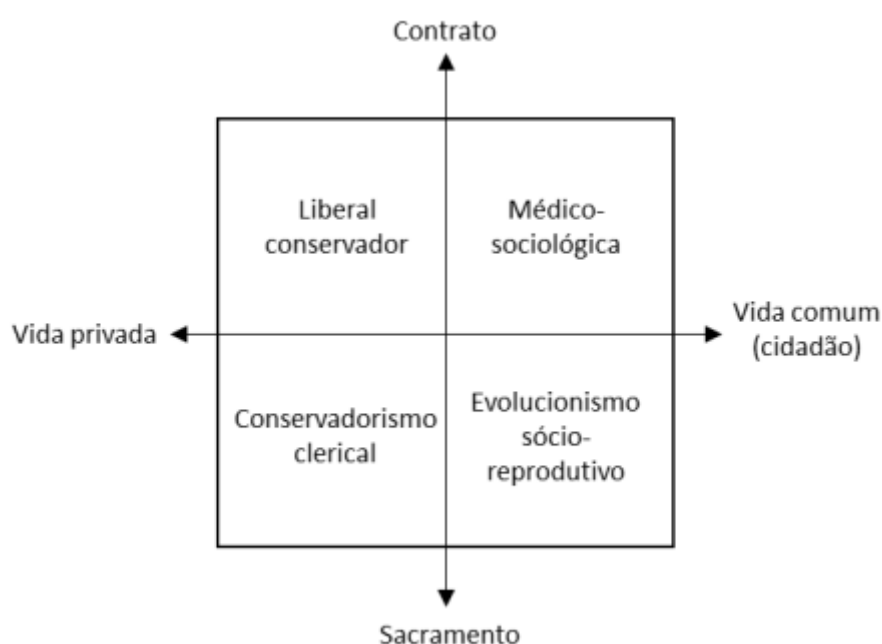 Contrato
Liberal
conservador
Médico-
sociológica
Vida privada
Vida comum
(cidadão)
Conservadorismo
clerical
Evolucionismo
sócio-
reprodutivo
Sacramento